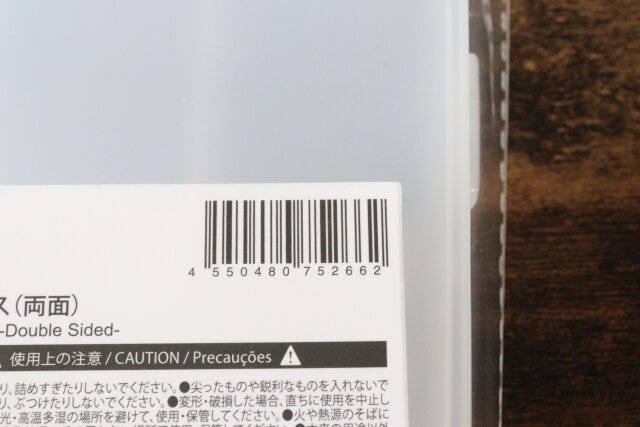 4 550480 752662
ス（両面）
-Double Sided-
使用上の注意 / CAUTION / Precauções
り、詰めすぎたりしないでください。●尖ったものや鋭利なものを入れないで
り、ぶつけたりしないでください。●変形・破損した場合、直ちに使用を中止し
光・高温多湿の場所を避けて、使用・保管してください。●火や熱源のそばに